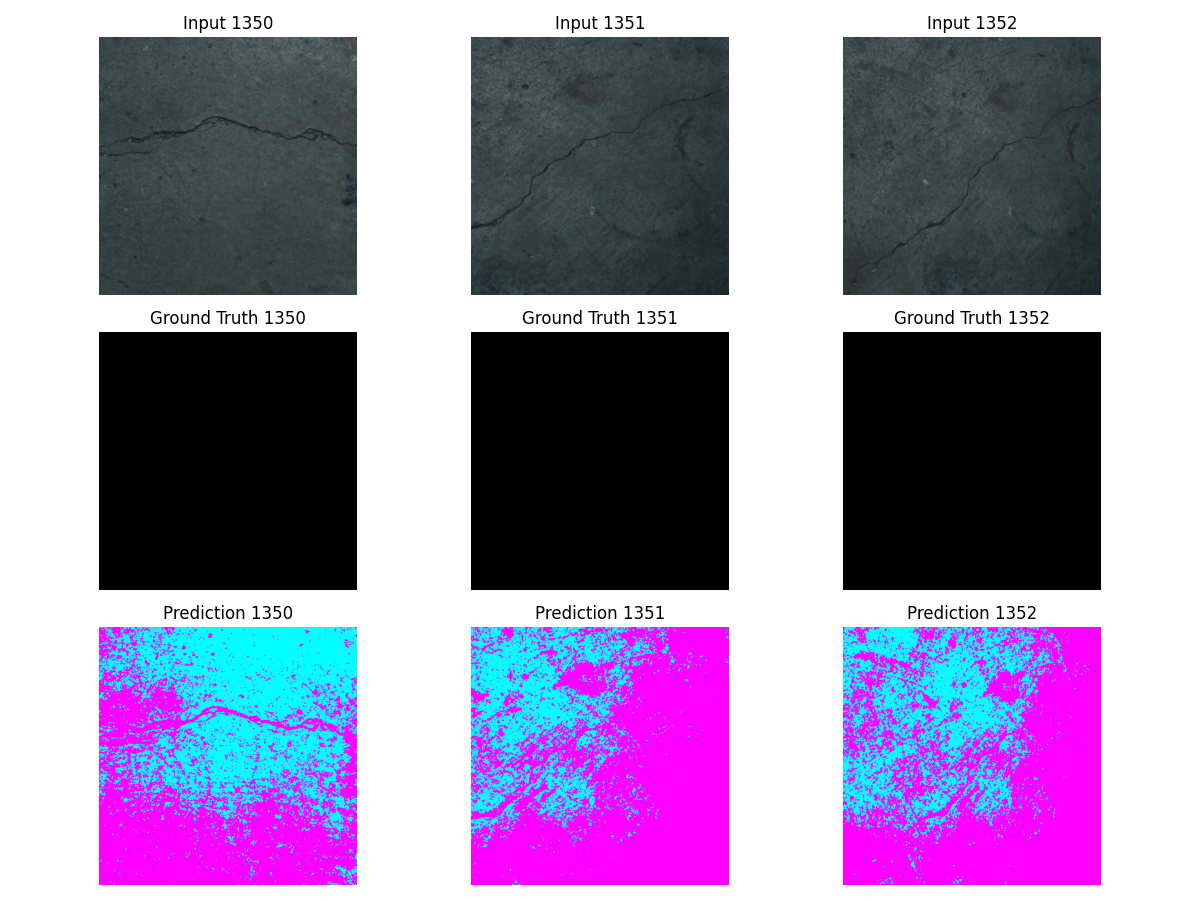 Input 1350
Input 1351
Input 1352
Ground Truth 1350
Ground Truth 1351
Ground Truth 1352
Prediction 1350
Prediction 1351
Prediction 1352